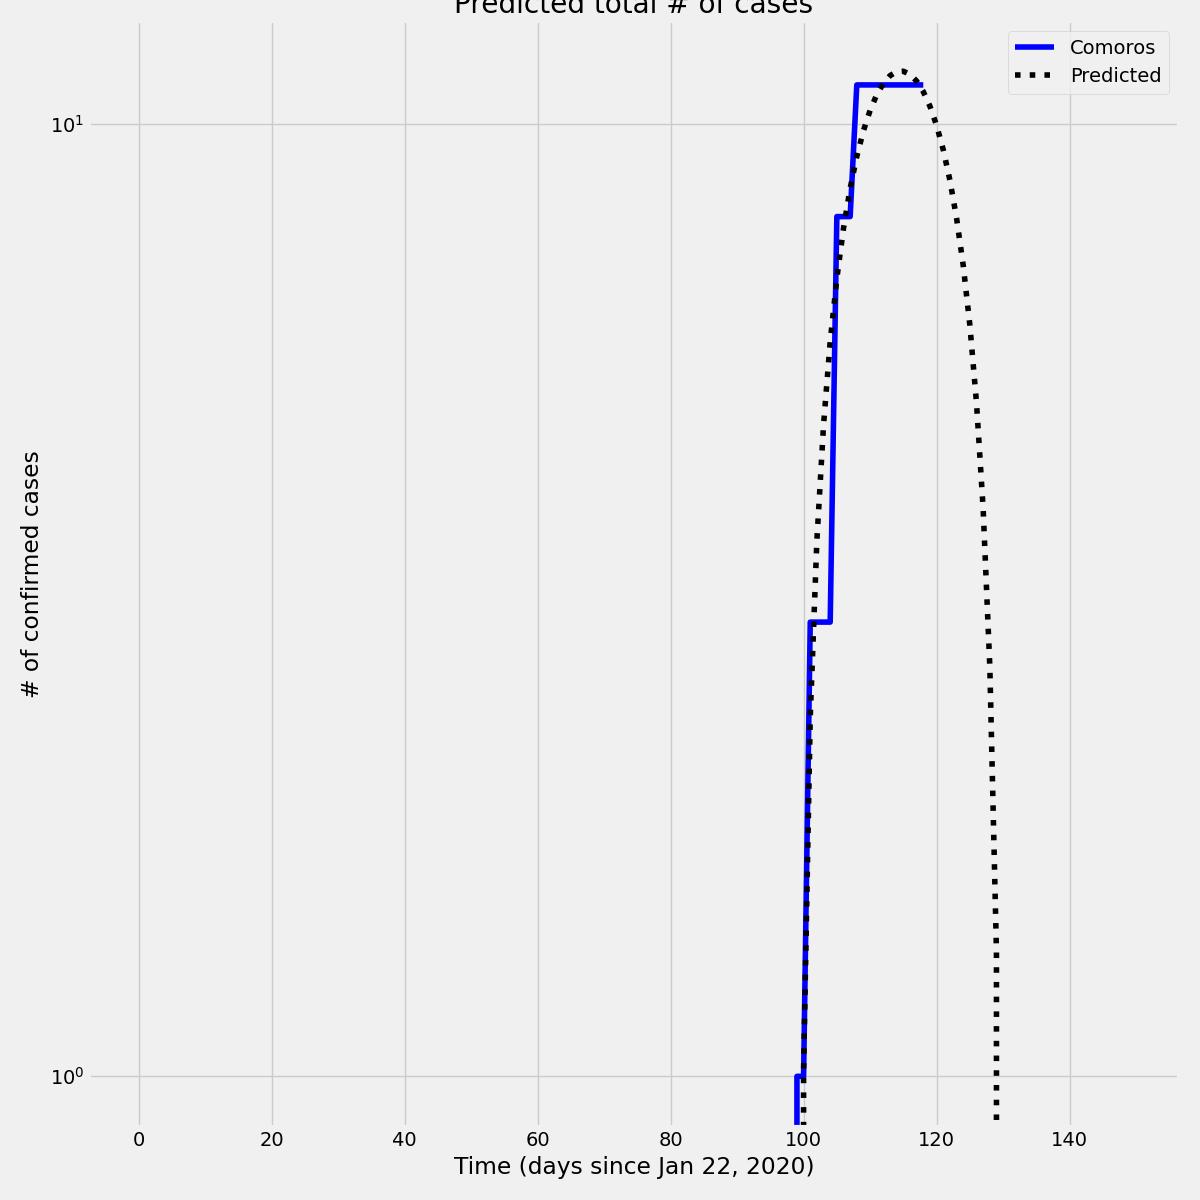 Predicted total # of cases
Comoros
Predicted
10¹
# of confirmed cases
10⁰
0 20 40 60 80 100 120 140
Time (days since Jan 22, 2020)